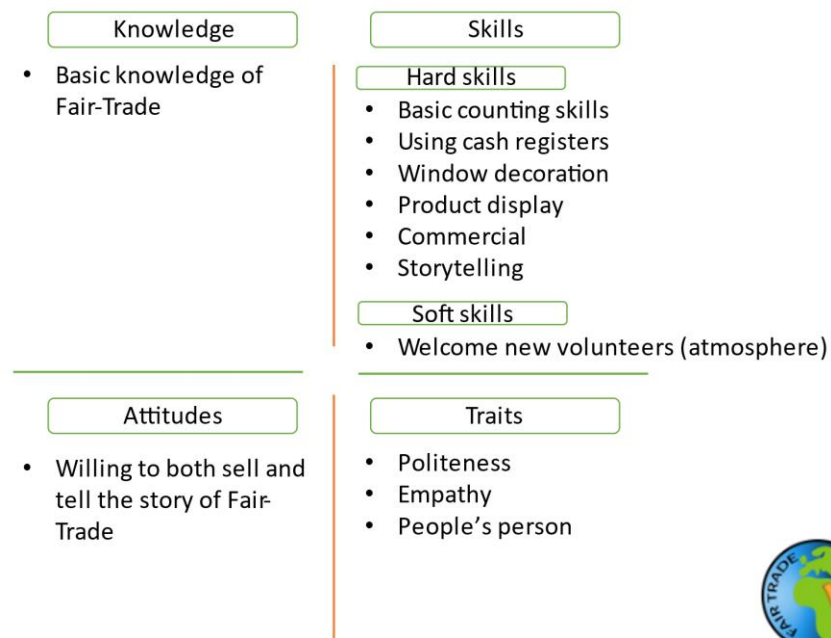 Knowledge
• Basic knowledge of
Fair-Trade
Skills
Hard skills
• Basic counting skills
• Using cash registers
• Window decoration
• Product display
• Commercial
• Storytelling
Soft skills
• Welcome new volunteers (atmosphere)
Attitudes
• Willing to both sell and
tell the story of Fair-
Trade
Traits
• Politeness
• Empathy
• People’s person
FAIR TRADE